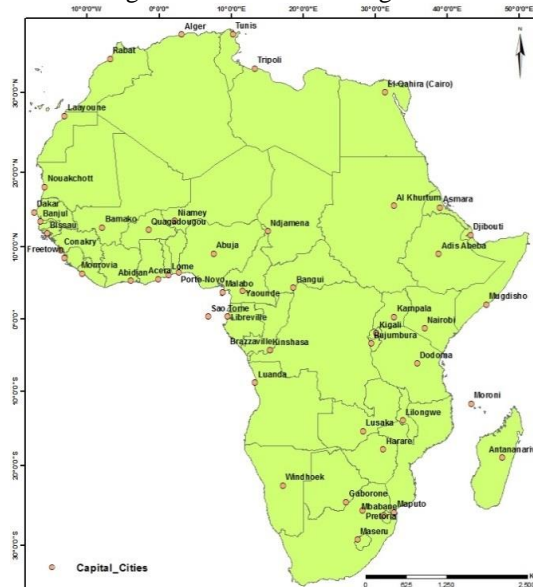 10°0'0"W 0°0'0" 10°0'0"E 20°0'0"E 30°0'0"E 40°0'0"E 50°0'0"E
N
Alger
Tunis
Rabat
Tripoli
El-Qahira (Cairo)
30°0'0"N
Laayoune
20°0'0"N
Nouakchott
Al Khurtum
Asmara
Dakar
Banjul
Niamey
Bissau
Bamako
Quagadougou
Ndjamena
Djibouti
10°0'0"N
Conakry
Abuja
Adis Abeba
Freetown
Monrovia
Abidjan
Accra
Lome
Porto-Novo
Malabo
Yaounde
Bangui
Mugdisho
0°0'0"
Sao Tome
Libreville
Kampala
Kigali
Nairobi
Brazzaville
Kinshasa
Bujumbura
Dodoma
Luanda
10°0'0"S
Moroni
Lilongwe
Lusaka
Harare
Antananarivo
20°0'0"S
Windhoek
Gaborone
Mbabane
Maputo
Pretoria
Maseru
30°0'0"S
Capital_Cities
0 625 1,250